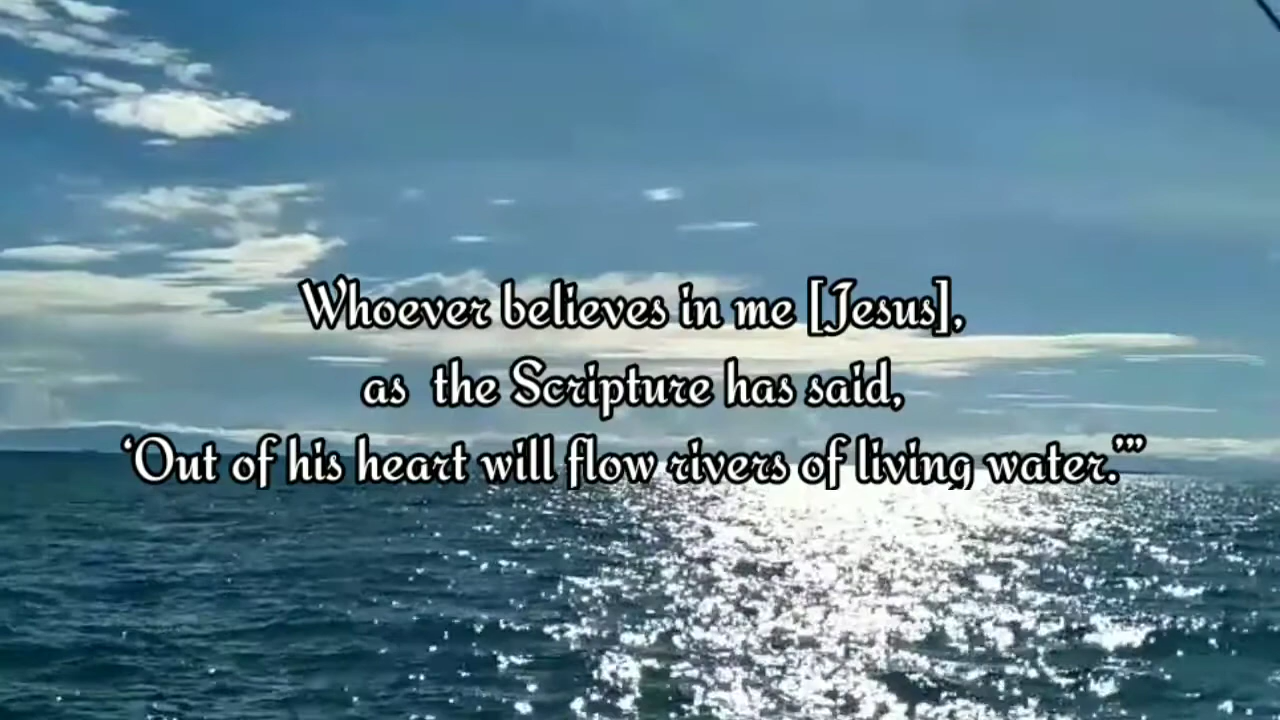 Whoever believes in me [Jesus],
as the Scripture has said,
‘Out of his heart will flow rivers of living water.’”